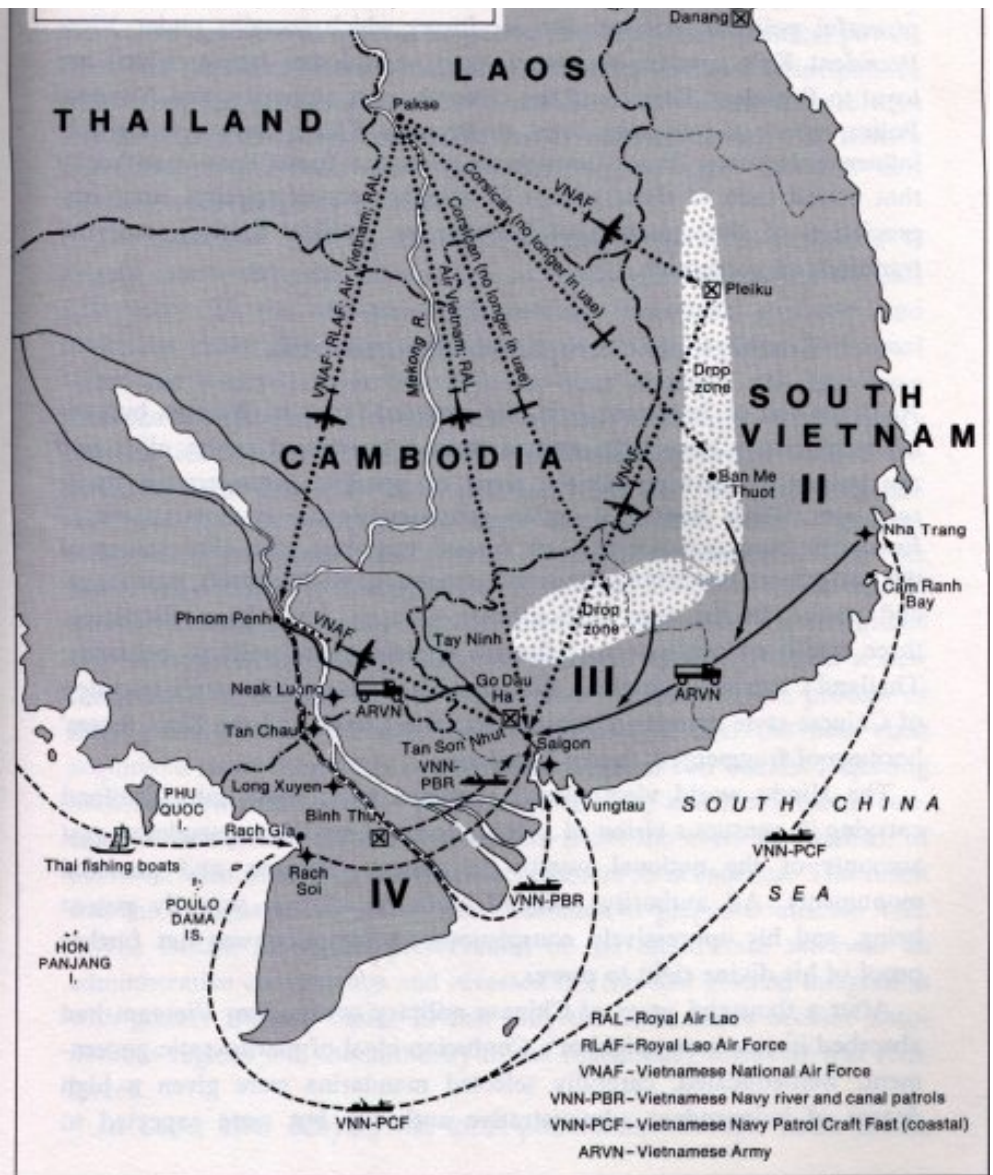 Danang
LAOS
THAILAND
Pakse
VNAF, RLAF, Air Vietnam, RAL
Mekong R.
Air Vietnam, RAL
Corsican (no longer in use)
Corsican (no longer in use)
VNAF
Pleiku
Drop
zone
SOUTH
VIETNAM
CAMBODIA
VNAF
Ban Me
Thuot
II
Nha Trang
Cam Ranh
Bay
Phnom Penh
VNAF
Drop
zone
Tay Ninh
III
Neak Luong
ARVN
Go Dau
Ha
ARVN
Tan Chau
Tan Son Nhut
Saigon
VNN-
PBR
Long Xuyen
PHU
QUOC
I.
Binh Thuy
Vungtau
SOUTH CHINA
SEA
VNN-PCF
Rach Gia
Thai fishing boats
Rach
Soi
IV
VNN-PBR
POULO
DAMA
IS.
HON
PANJANG
I.
RAL-Royal Air Lao
RLAF-Royal Lao Air Force
VNAF-Vietnamese National Air Force
VNN-PBR-Vietnamese Navy river and canal patrols
VNN-PCF-Vietnamese Navy Patrol Craft Fast (coastal)
ARVN-Vietnamese Army
VNN-PCF